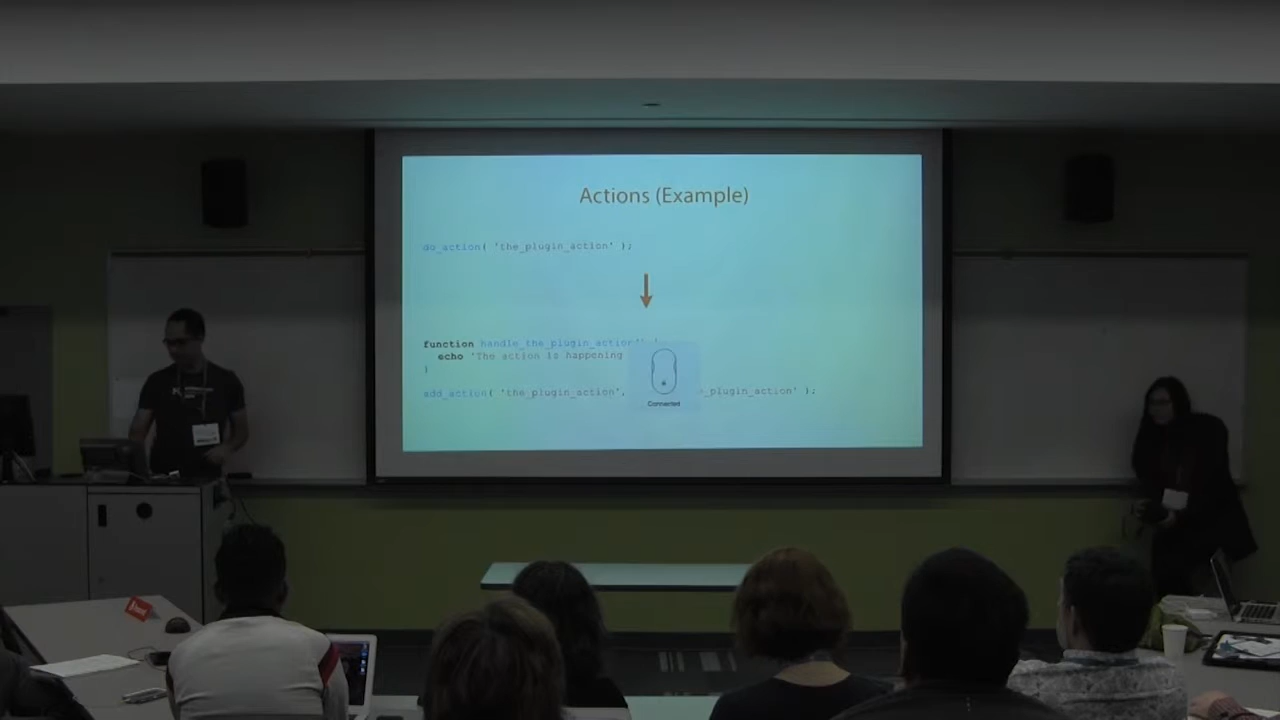 Actions (Example)
do_action( 'the_plugin_action' );
function handle_the_plugin_action()
echo 'The action is happening
}
add_action( 'the_plugin_action', _plugin_action' );
Connected